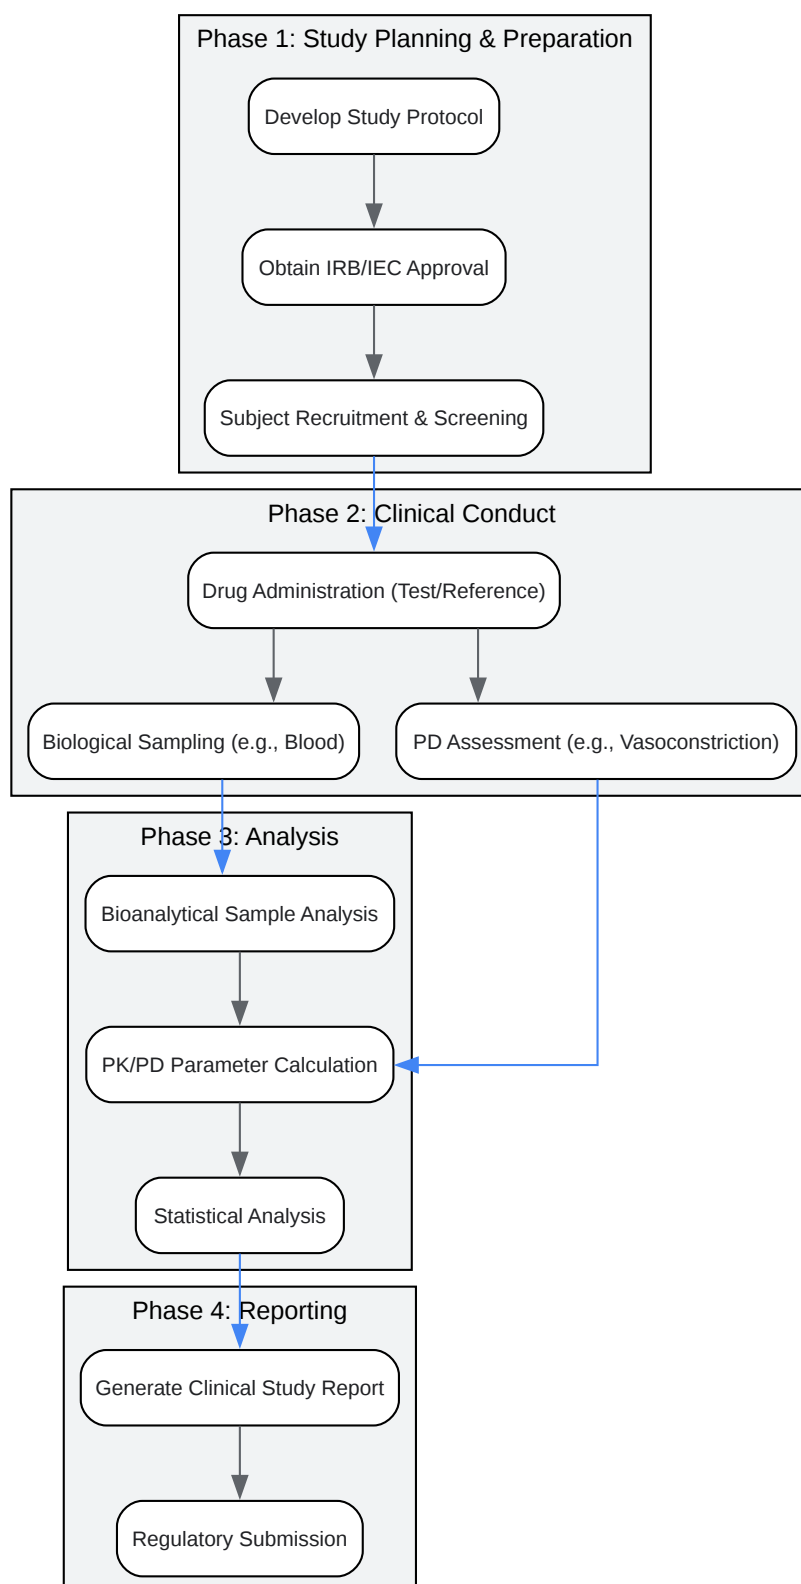 Phase 1: Study Planning & Preparation
Develop Study Protocol
Obtain IRB/IEC Approval
Subject Recruitment & Screening
Phase 2: Clinical Conduct
Drug Administration (Test/Reference)
Biological Sampling (e.g., Blood)
PD Assessment (e.g., Vasoconstriction)
Phase 3: Analysis
Bioanalytical Sample Analysis
PK/PD Parameter Calculation
Statistical Analysis
Phase 4: Reporting
Generate Clinical Study Report
Regulatory Submission